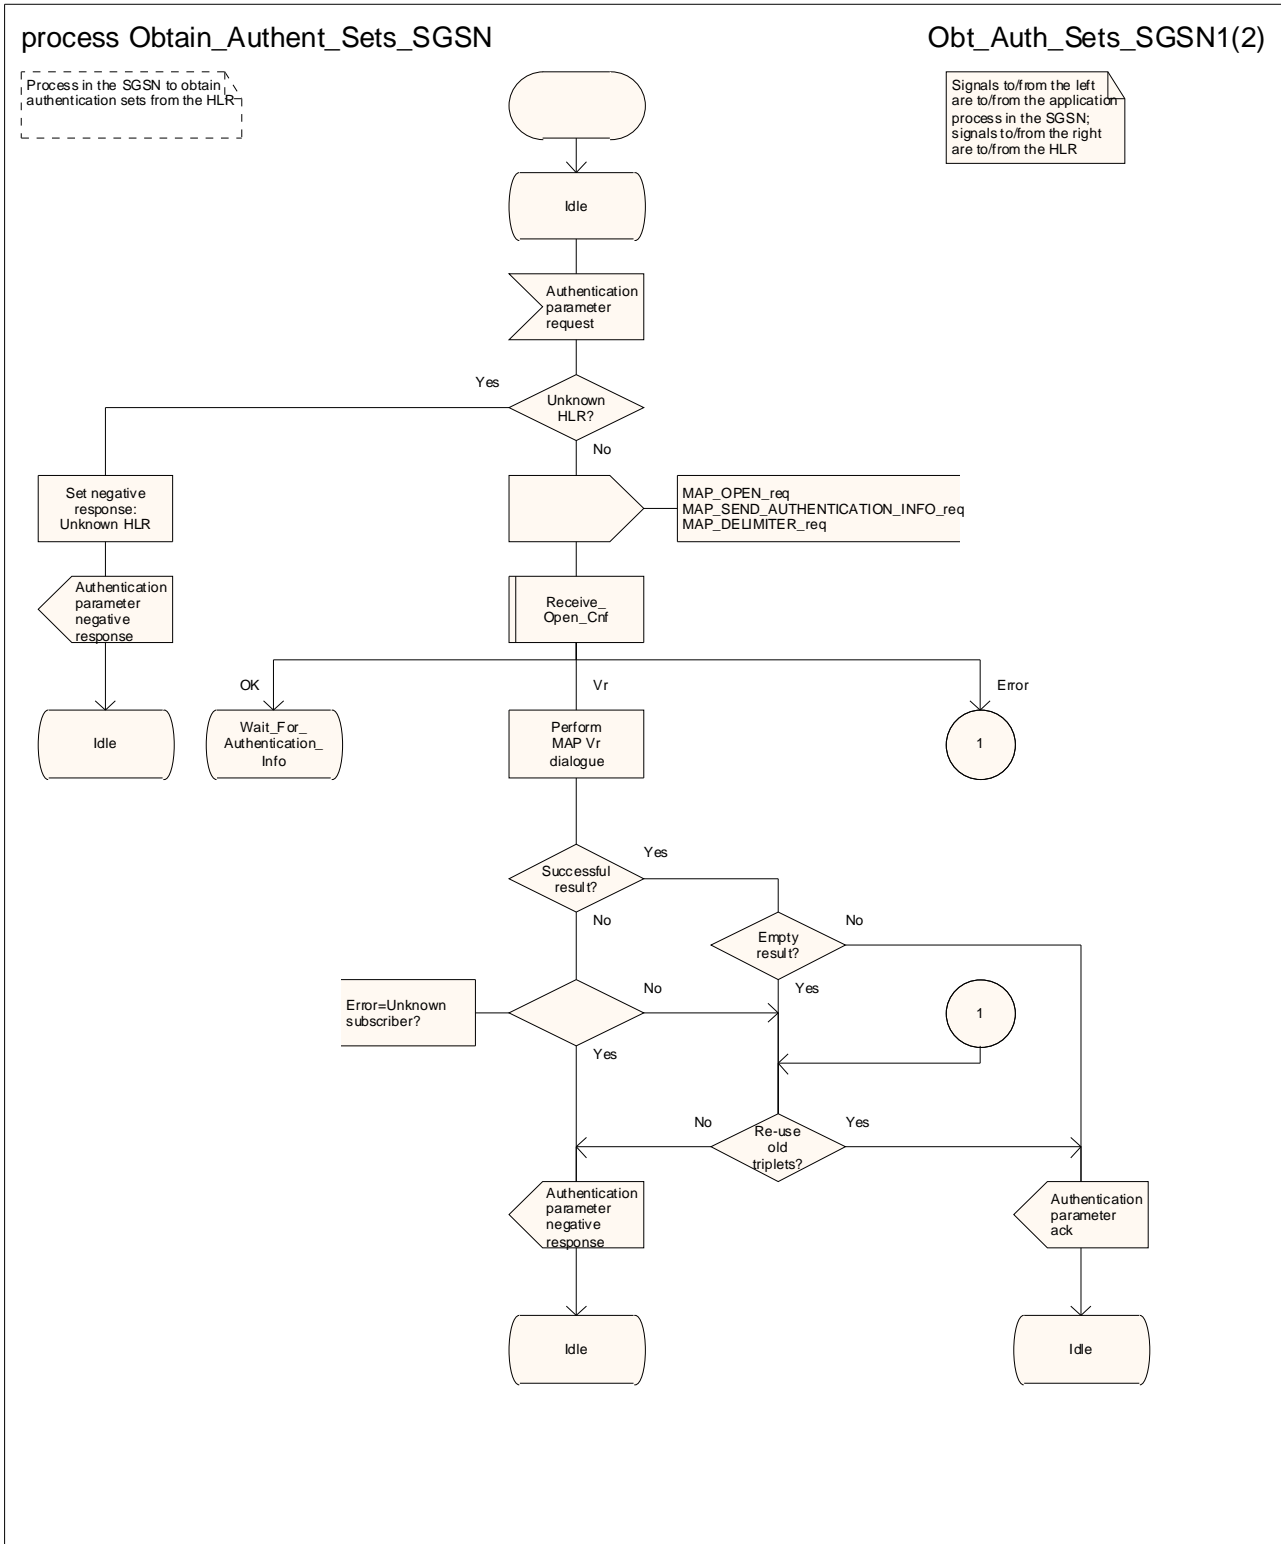 process Obtain_Authent_Sets_SGSN
Obt_Auth_Sets_SGSN1(2)
Process in the SGSN to obtain
authentication sets from the HLR
Signals to/from the left
are to/from the application
process in the SGSN;
signals to/from the right
are to/from the HLR
Idle
Authentication
parameter
request
Yes
Unknown
HLR?
No
Set negative
response:
Unknown HLR
MAP_OPEN_req
MAP_SEND_AUTHENTICATION_INFO_req
MAP_DELIMITER_req
Authentication
parameter
negative
response
Receive_
Open_Cnf
OK
Vr
Error
Idle
Wait_For_
Authentication_
Info
Perform
MAP Vr
dialogue
1
Successful
result?
Yes
No
Empty
result?
No
Yes
Error=Unknown
subscriber?
No
Yes
1
No
Re-use
old
triplets?
Yes
Authentication
parameter
negative
response
Authentication
parameter
ack
Idle
Idle